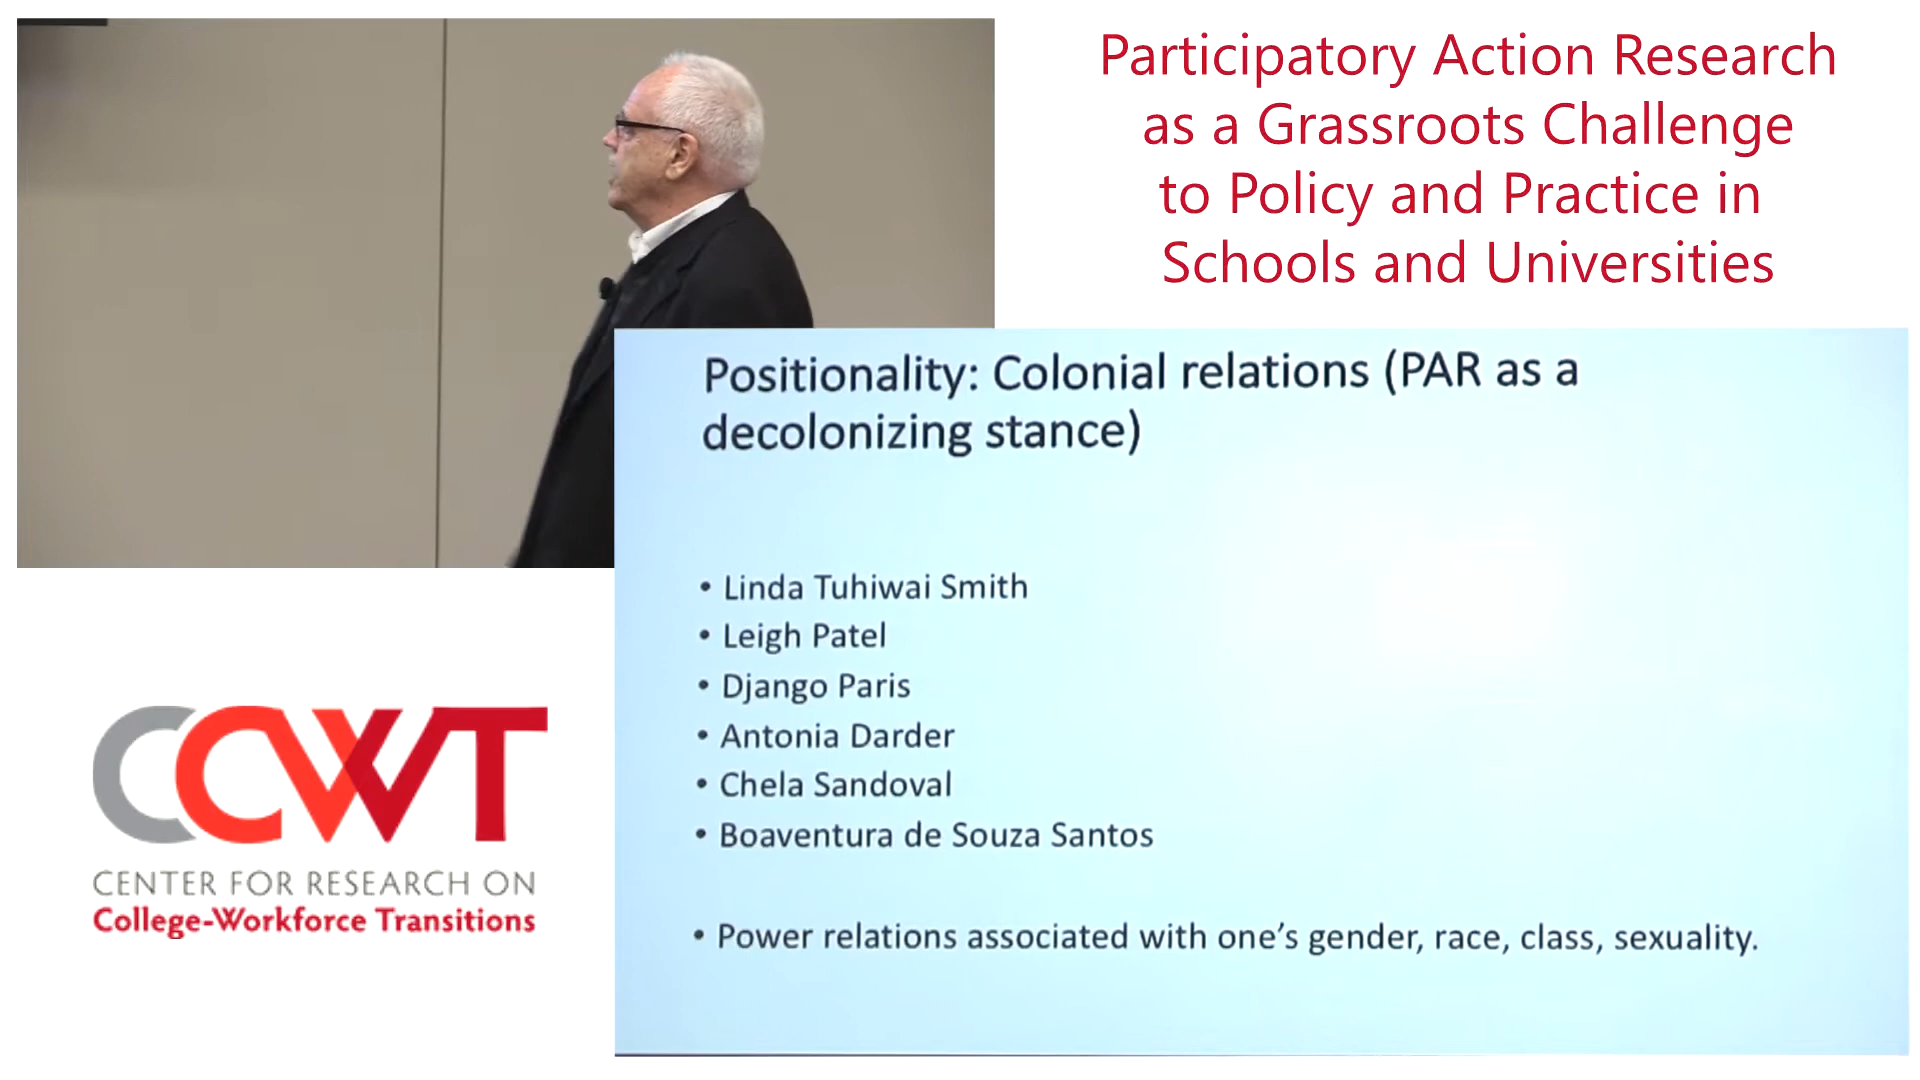 Participatory Action Research
as a Grassroots Challenge
to Policy and Practice in
Schools and Universities
Positionality: Colonial relations (PAR as a
decolonizing stance)
• Linda Tuhiwai Smith
• Leigh Patel
• Django Paris
• Antonia Darder
• Chela Sandoval
• Boaventura de Souza Santos
• Power relations associated with one's gender, race, class, sexuality.
CCWT
CENTER FOR RESEARCH ON
College-Workforce Transitions